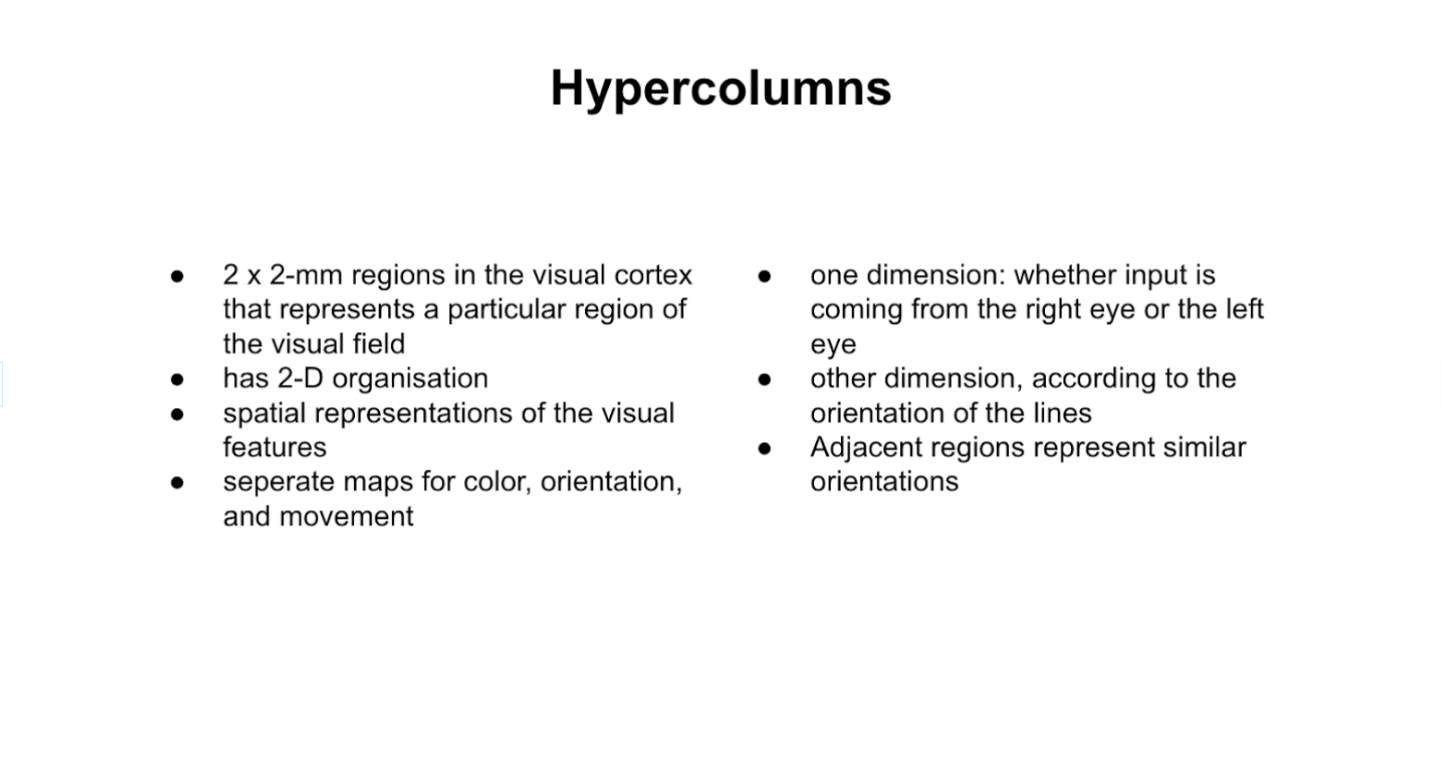 Hypercolumns
● 2 x 2-mm regions in the visual cortex
that represents a particular region of
the visual field
● has 2-D organisation
● spatial representations of the visual
features
● seperate maps for color, orientation,
and movement
● one dimension: whether input is
coming from the right eye or the left
eye
● other dimension, according to the
orientation of the lines
● Adjacent regions represent similar
orientations